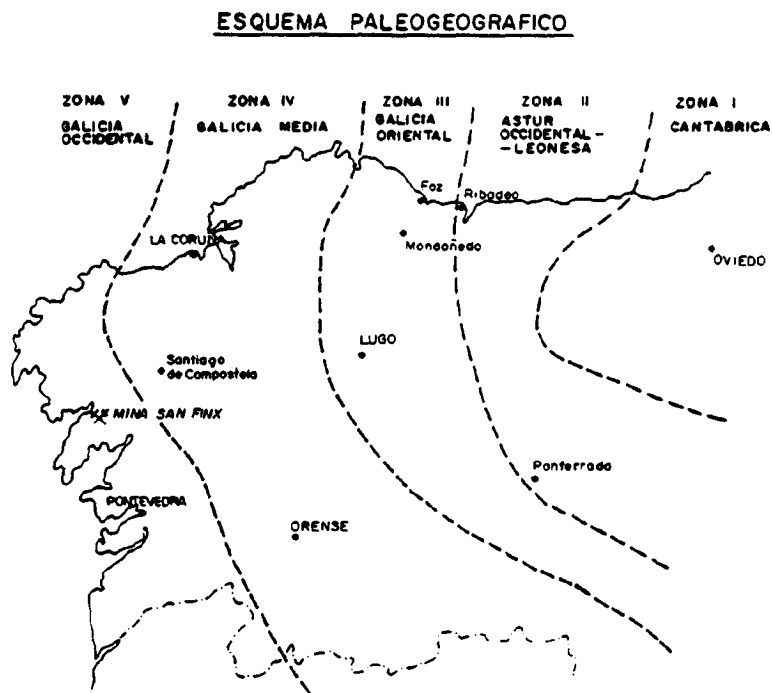 ESQUEMA PALEOGEOGRAFICO
ZONA V
GALICIA
OCCIDENTAL
ZONA IV
GALICIA MEDIA
ZONA III
GALICIA
ORIENTAL
ZONA II
ASTUR
OCCIDENTAL-
-LEONESA
ZONA I
CANTABRICA
Foz
Ribadeo
LA CORUÑA
Mondoñedo
OVIEDO
LUGO
Santiago
de Compostela
MINA SAN FINX
Ponferrada
PONTEVEDRA
ORENSE